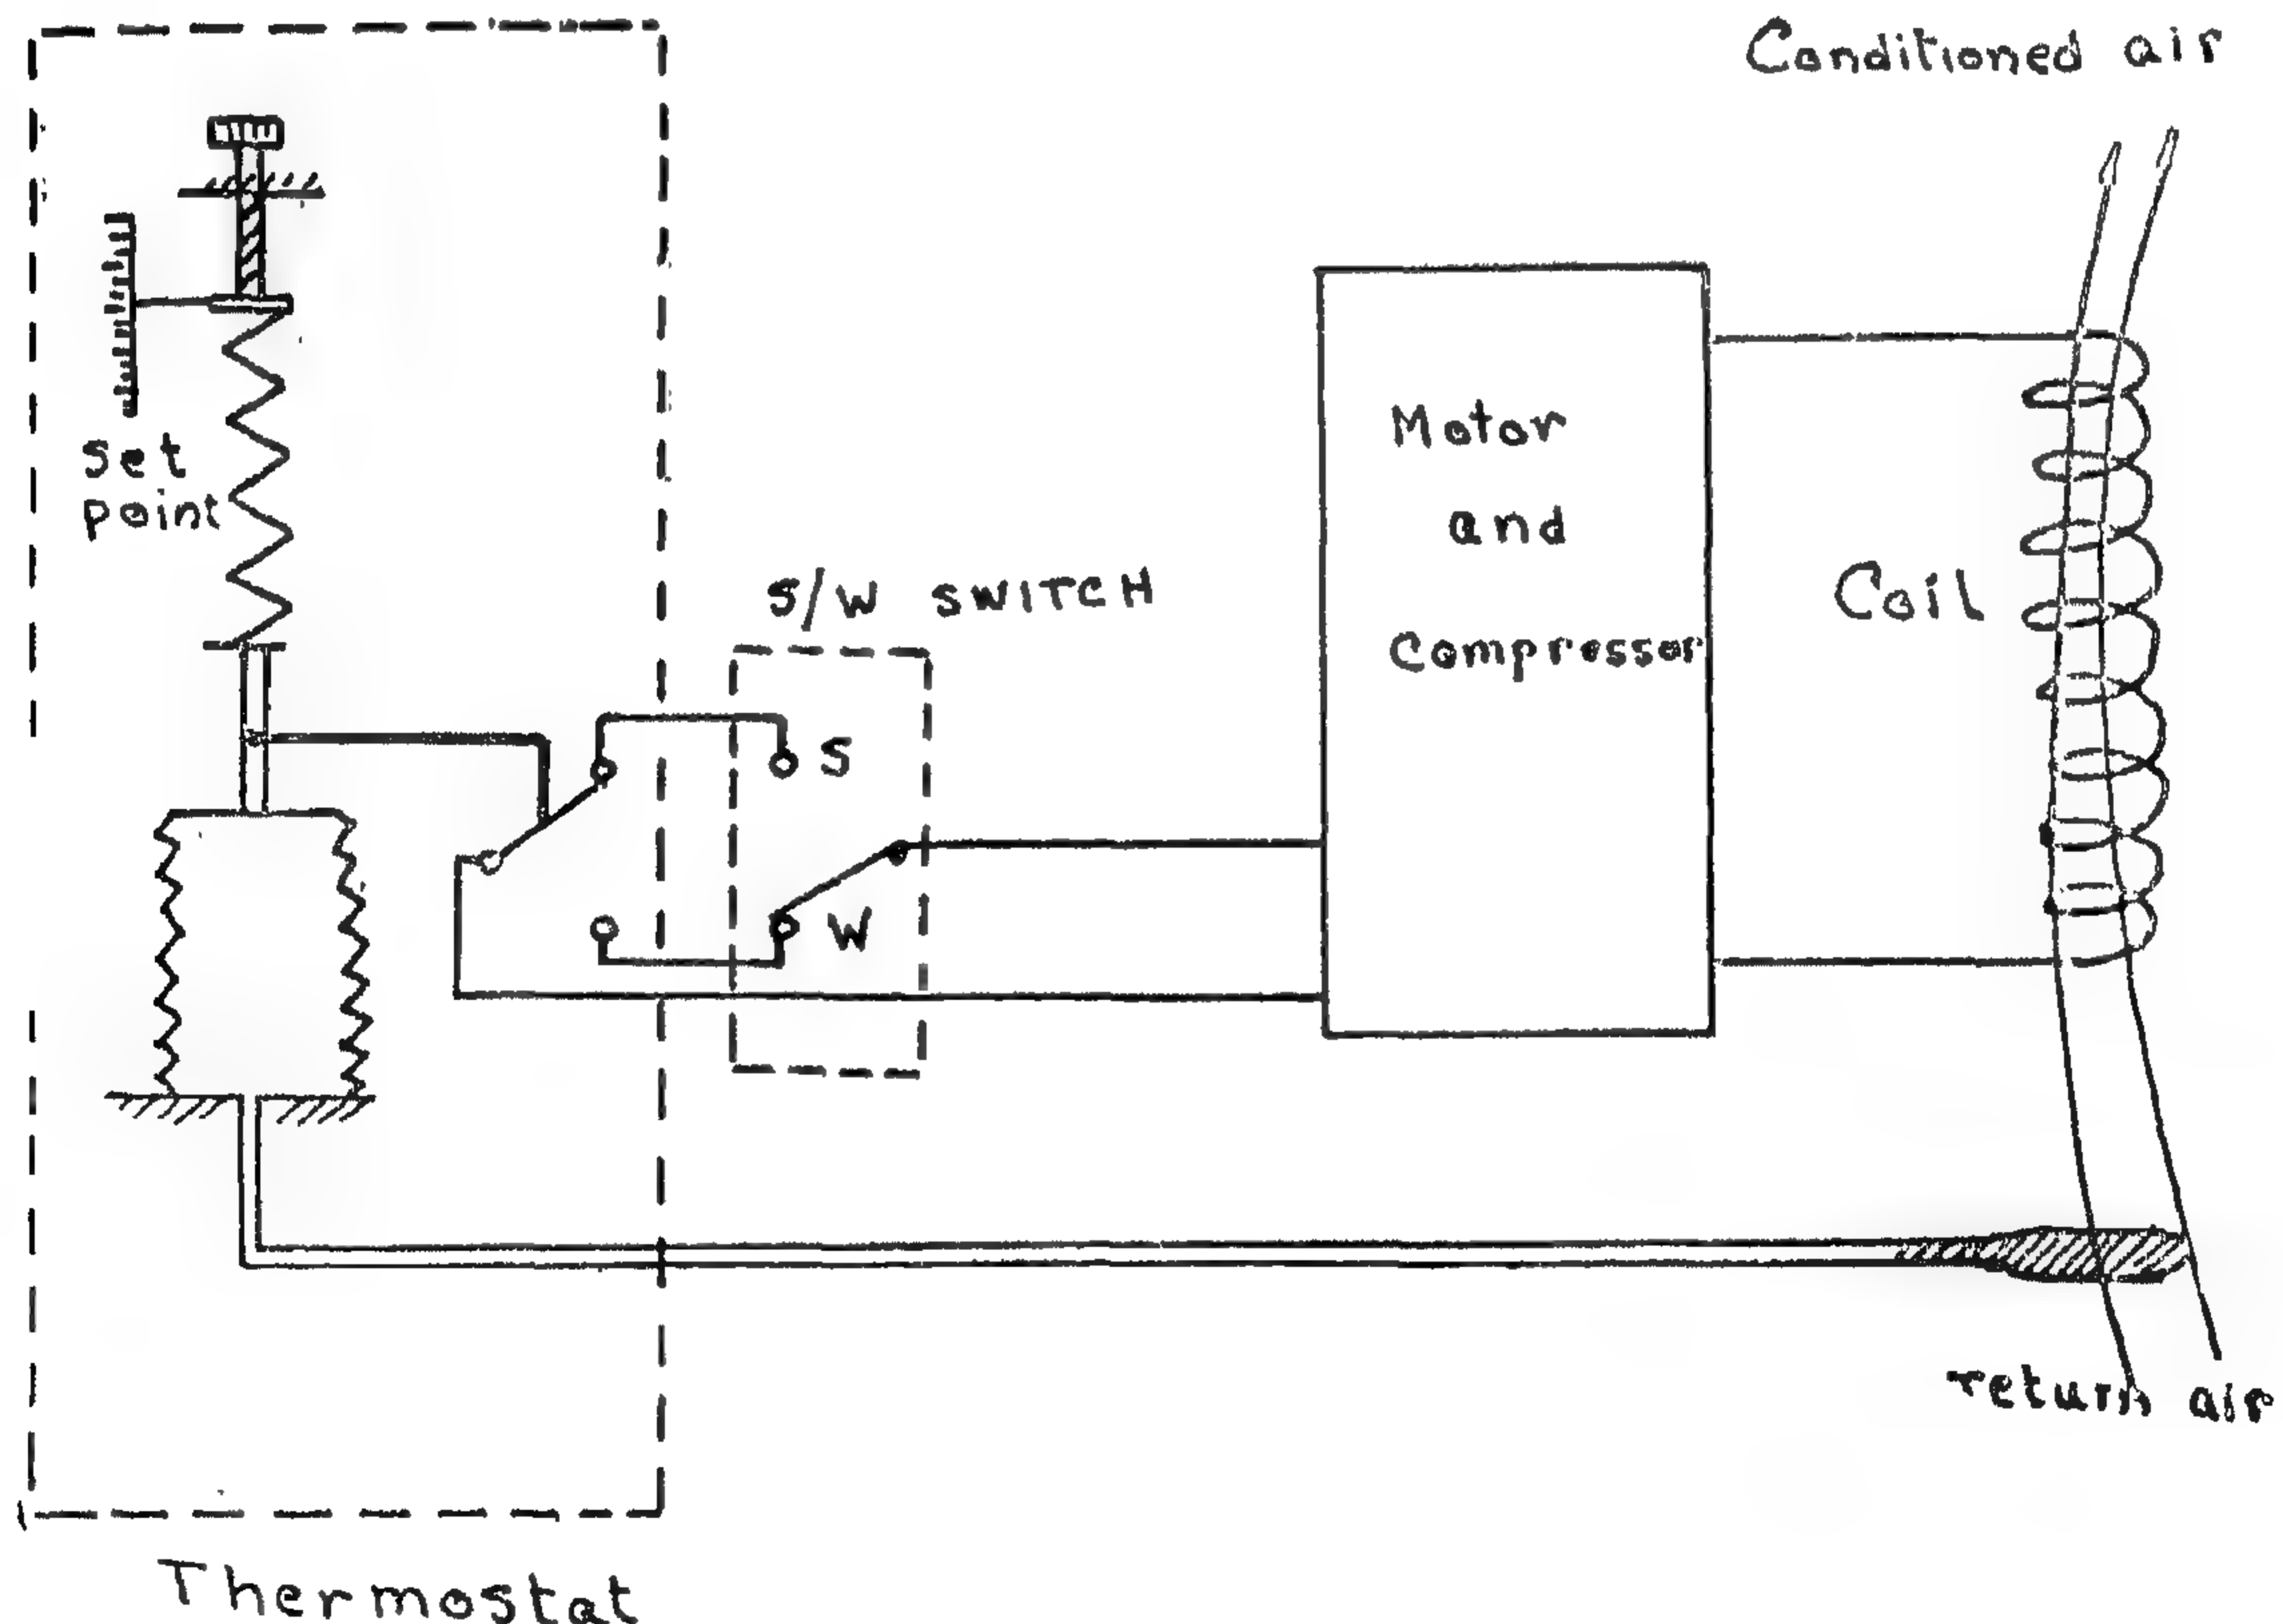 Conditioned air
Set
point
S/W SWITCH
Motor
and
Compressor
Coil
S
W
return air
Thermostat